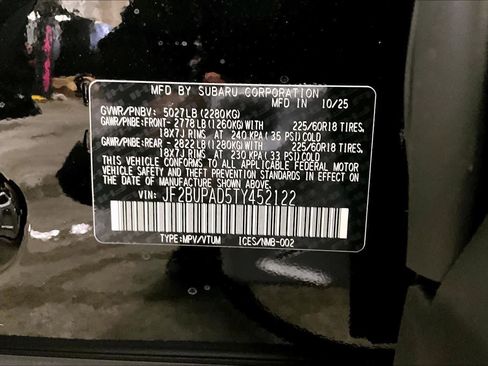 MFD BY SUBARU CORPORATION
MFD IN 10/25
GVWR/PNBV: 5027LB(2280KG)
GAWR/PNBE:FRONT- 2778LB(1260KG)WITH 225/60R18 TIRES,
18X7J RIMS AT 240 KPA(35 PSI)COLD
GAWR/PNBE:REAR - 2822LB(1280KG)WITH 225/60R18 TIRES,
18X7J RIMS AT 230 KPA(33 PSI)COLD
THIS VEHICLE CONFORMS TO ALL APPLICABLE FEDERAL MOTOR
VEHICLE SAFETY AND THEFT PREVENTION STANDARDS
IN EFFECT ON THE DATE OF MANUFACTURE SHOWN ABOVE.
VIN: JF2BUPAD5TY452122
TYPE:MPV/VTUM ICES/NMB-002